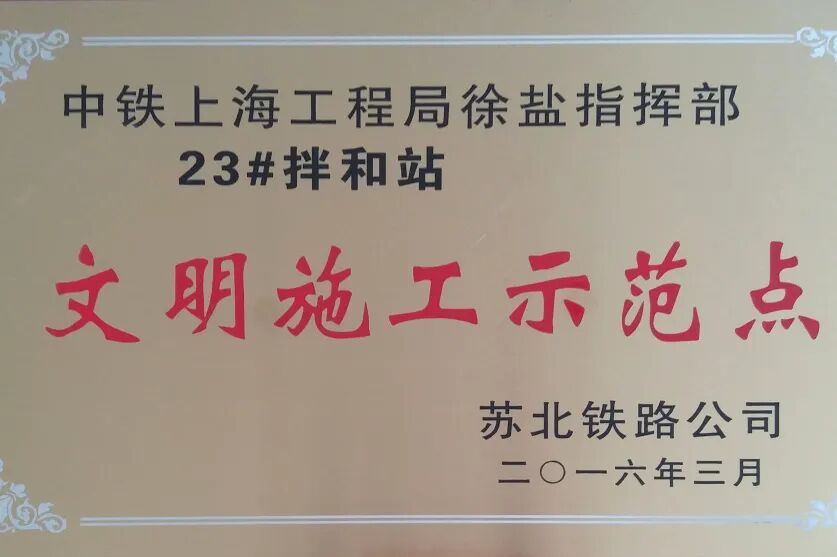 中铁上海工程局徐盐指挥部
23#拌和站
文明施工示范点
苏北铁路公司
二〇一六年三月